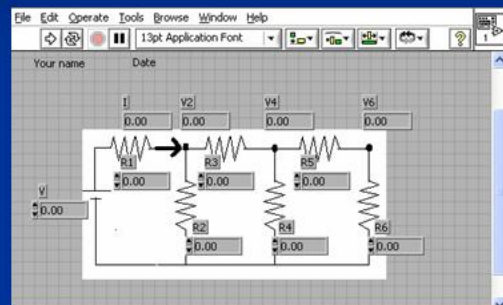 File Edit Operate Tools Browse Window Help
13pt Application Font
1
Your name Date
I V2 V4 V6
0.00 0.00 0.00 0.00
R1 R3 R5
0.00 0.00 0.00
V
0.00
R2 R4 R6
0.00 0.00 0.00